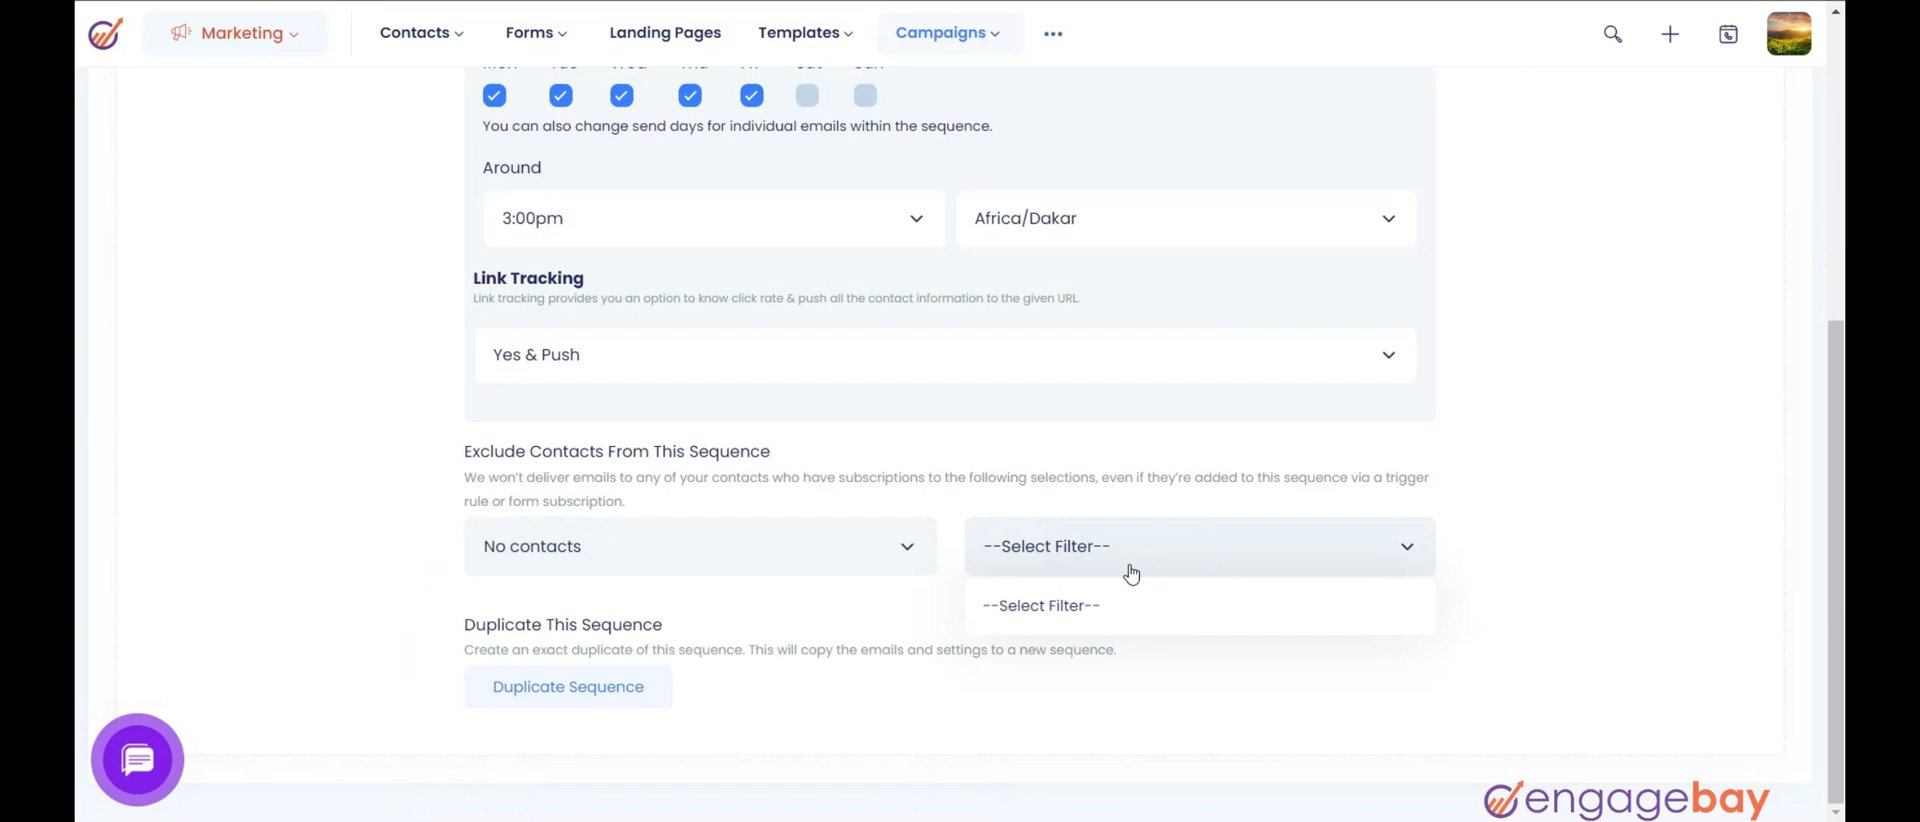 Marketing
Contacts
Forms
Landing Pages
Templates
Campaigns
You can also change send days for individual emails within the sequence.
Around
3:00pm
Africa/Dakar
Link Tracking
Link tracking provides you an option to know click rate & push all the contact information to the given URL.
Yes & Push
Exclude Contacts From This Sequence
We won't deliver emails to any of your contacts who have subscriptions to the following selections, even if they're added to this sequence via a trigger
rule or form subscription.
No contacts
--Select Filter--
--Select Filter--
Duplicate This Sequence
Create an exact duplicate of this sequence. This will copy the emails and settings to a new sequence.
Duplicate Sequence
engagebay